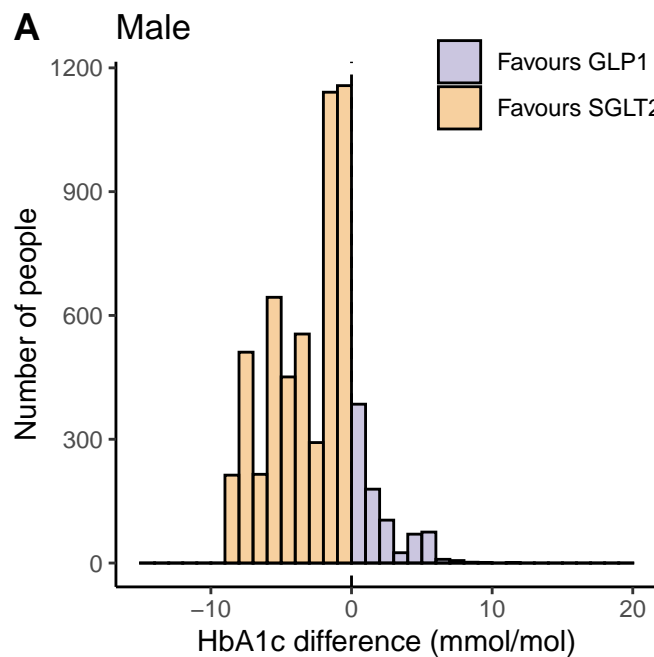 A Male
Favours GLP1
Favours SGLT2
1200
900
600
300
0
Number of people
−10 0 10 20
HbA1c difference (mmol/mol)